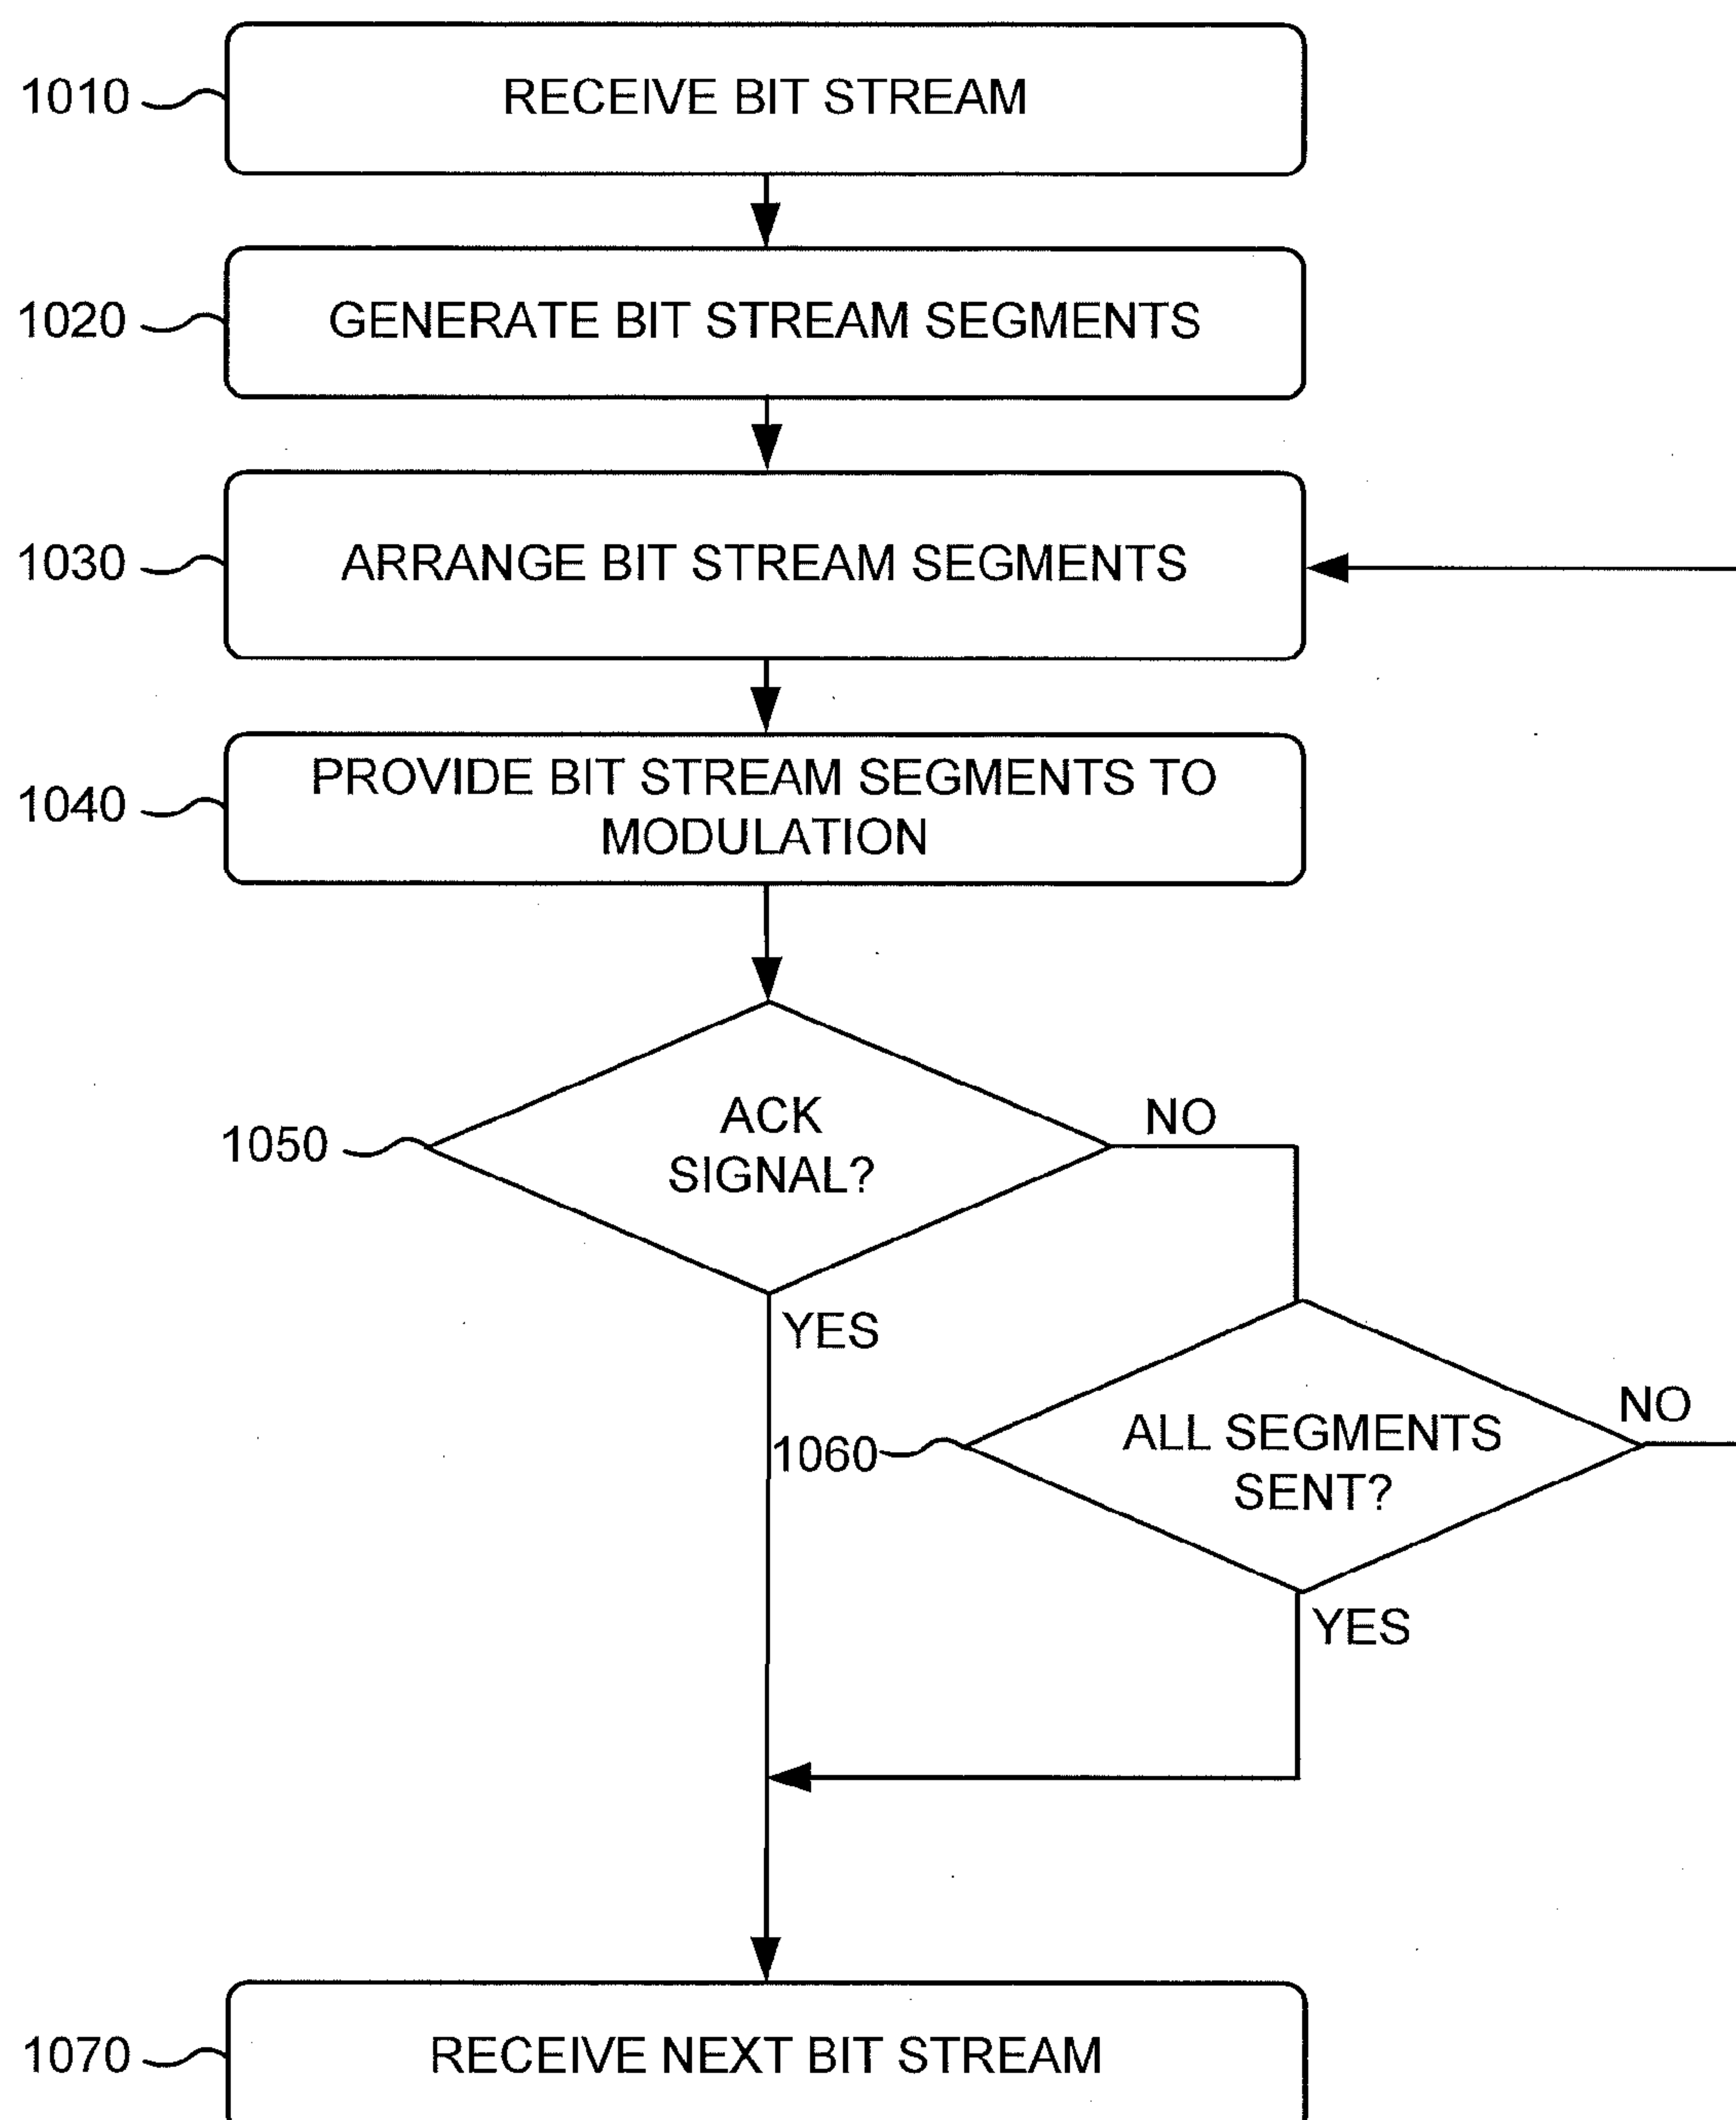 1010
RECEIVE BIT STREAM
1020
GENERATE BIT STREAM SEGMENTS
1030
ARRANGE BIT STREAM SEGMENTS
1040
PROVIDE BIT STREAM SEGMENTS TO
MODULATION
1050
ACK
SIGNAL?
NO
YES
1060
ALL SEGMENTS
SENT?
NO
YES
1070
RECEIVE NEXT BIT STREAM